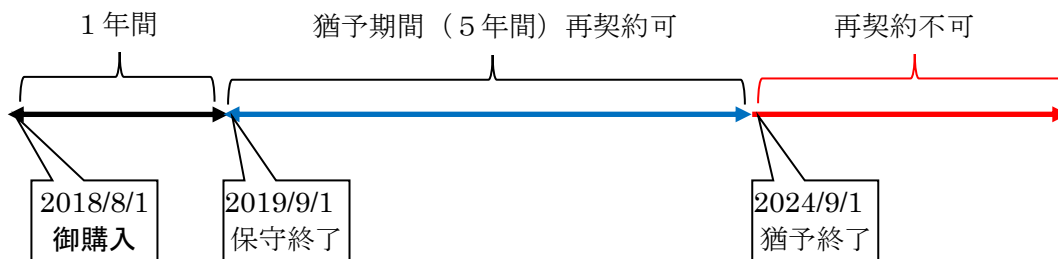 1年間
猶予期間（5年間）再契約可
再契約不可
2018/8/1
御購入
2019/9/1
保守終了
2024/9/1
猶予終了